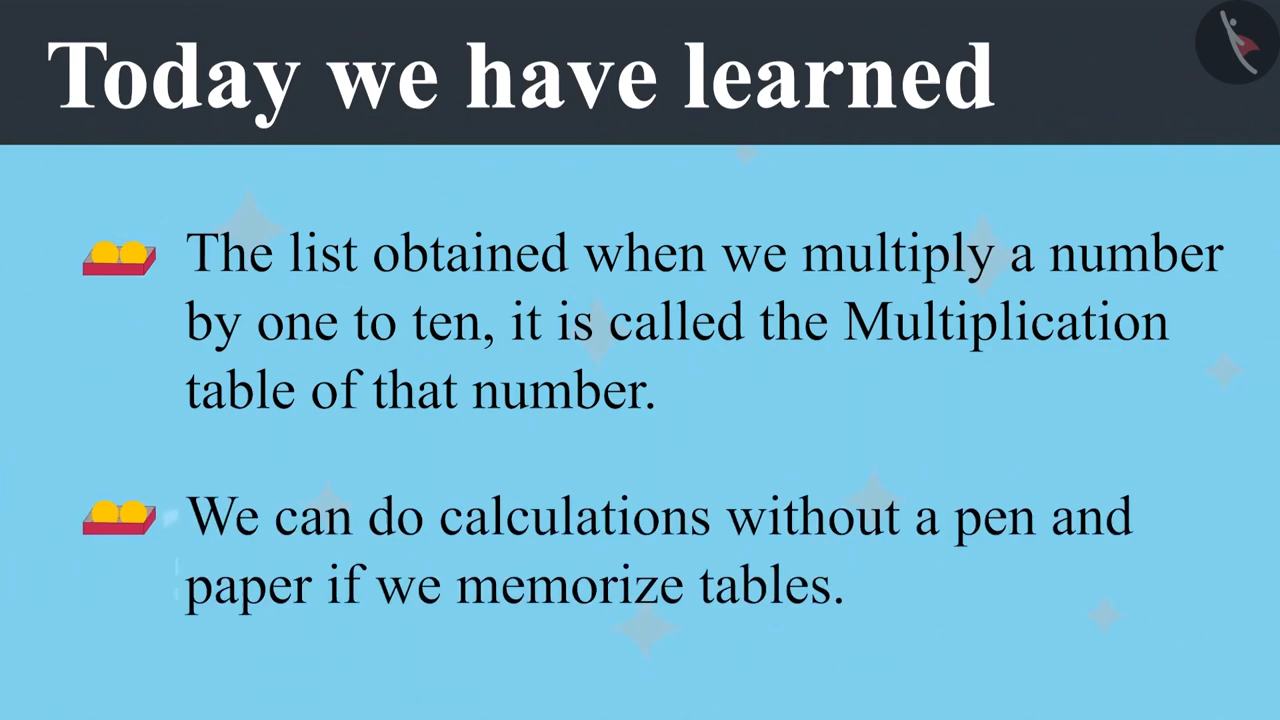 Today we have learned
The list obtained when we multiply a number
by one to ten, it is called the Multiplication
table of that number.
We can do calculations without a pen and
paper if we memorize tables.